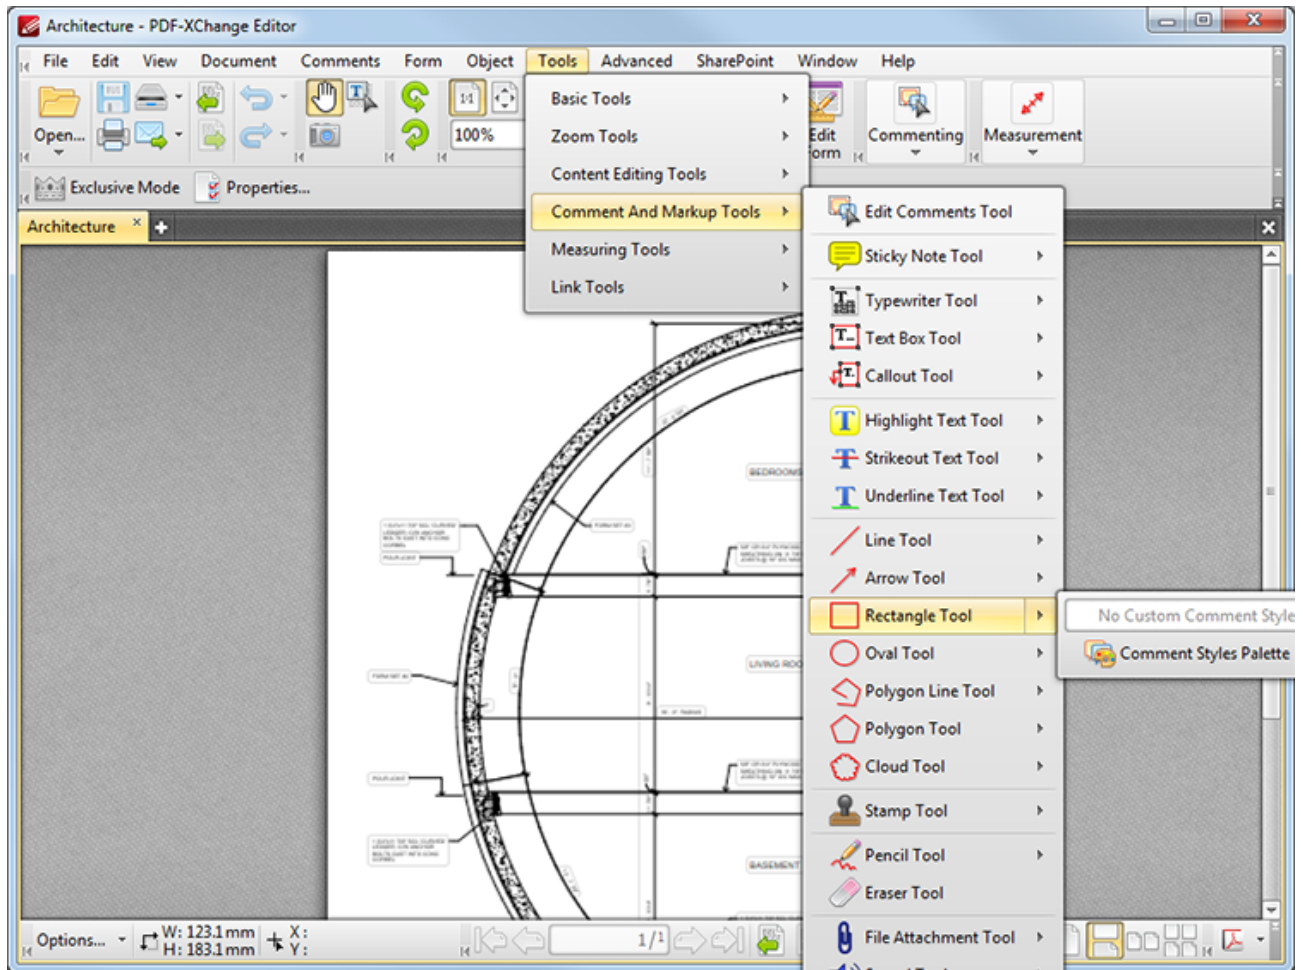 Architecture - PDF-XChange Editor
File Edit View Document Comments Form Object Tools Advanced SharePoint Window Help
Open... 100% Edit Form Commenting Measurement
Exclusive Mode Properties...
Architecture
Basic Tools
Zoom Tools
Content Editing Tools
Comment And Markup Tools
Measuring Tools
Link Tools
Edit Comments Tool
Sticky Note Tool
Typewriter Tool
Text Box Tool
Callout Tool
Highlight Text Tool
Strikeout Text Tool
Underline Text Tool
Line Tool
Arrow Tool
Rectangle Tool
Oval Tool
Polygon Line Tool
Polygon Tool
Cloud Tool
Stamp Tool
Pencil Tool
Eraser Tool
File Attachment Tool
No Custom Comment Style
Comment Styles Palette
BEDROOMS
LIVING ROO
BASEMENT
Options... W: 123.1 mm X:
H: 183.1 mm Y:
1/1